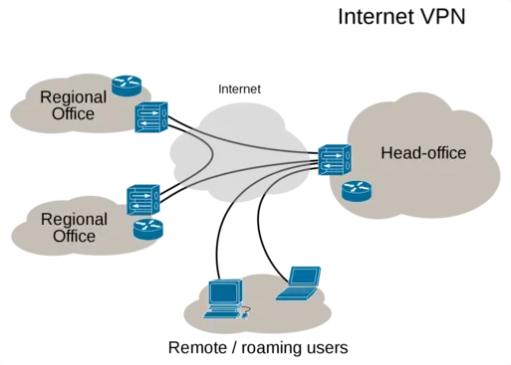 Internet VPN
Internet
Regional
Office
Head-office
Regional
Office
Remote / roaming users